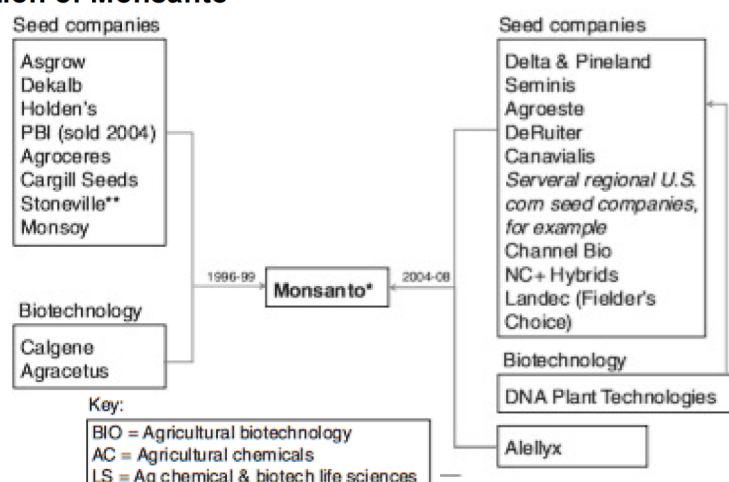 ion of Monsanto
Seed companies
Asgrow
Dekalb
Holden's
PBI (sold 2004)
Agroceres
Cargill Seeds
Stoneville**
Monsoy
Biotechnology
Calgene
Agracetus
1996-99
Monsanto*
2004-08
Seed companies
Delta & Pineland
Seminis
Agroeste
DeRuiter
Canavialis
Serveral regional U.S.
corn seed companies,
for example
Channel Bio
NC+ Hybrids
Landec (Fielder's
Choice)
Biotechnology
DNA Plant Technologies
Alellyx
Key:
BIO = Agricultural biotechnology
AC = Agricultural chemicals
LS = Ag chemical & biotech life sciences